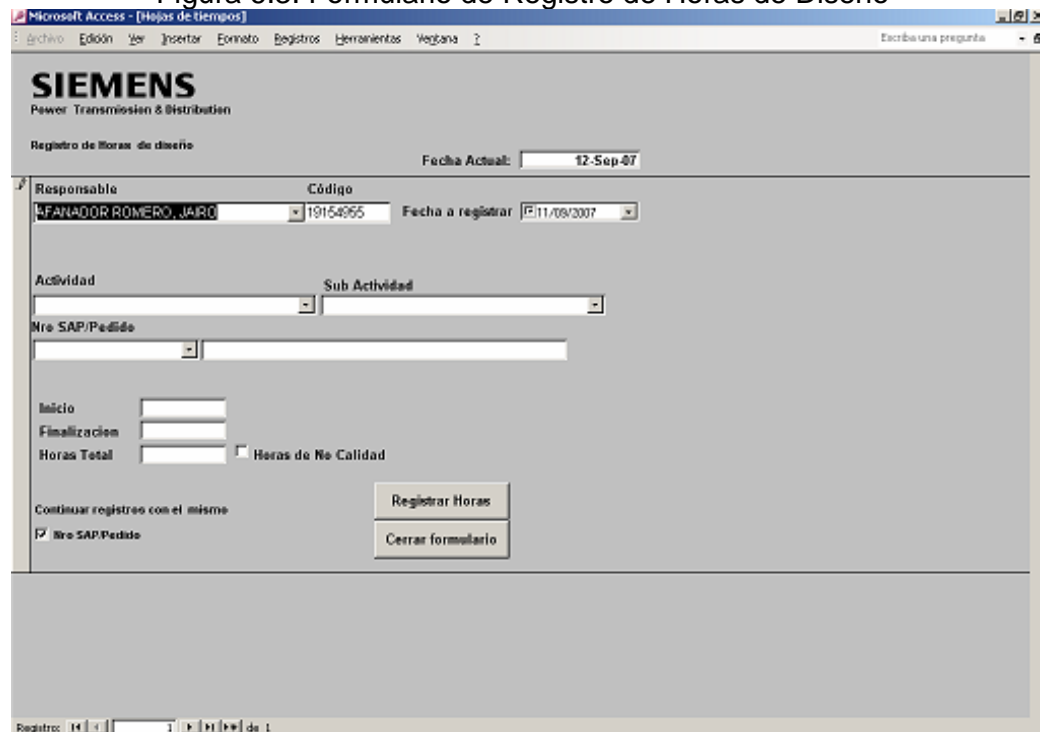 Figura 6.8. Formulario de Registro de Horas de Diseño
Microsoft Access - [Hojas de tiempos]
Archivo Edición Ver Insertar Formato Registros Herramientas Ventana ? Escriba una pregunta
SIEMENS
Power Transmission & Distribution
Registro de Horas de diseño
Fecha Actual: 12-Sep-07
Responsable Código
AFANADOR ROMERO, JAIRO 19154955 Fecha a registrar 11/09/2007
Actividad Sub Actividad
Nro SAP/Pedido
Inicio
Finalizacion
Horas Total Horas de No Calidad
Continuar registros con el mismo Registrar Horas
Nro SAP/Pedido Cerrar formulario
Registro: 1 de 1